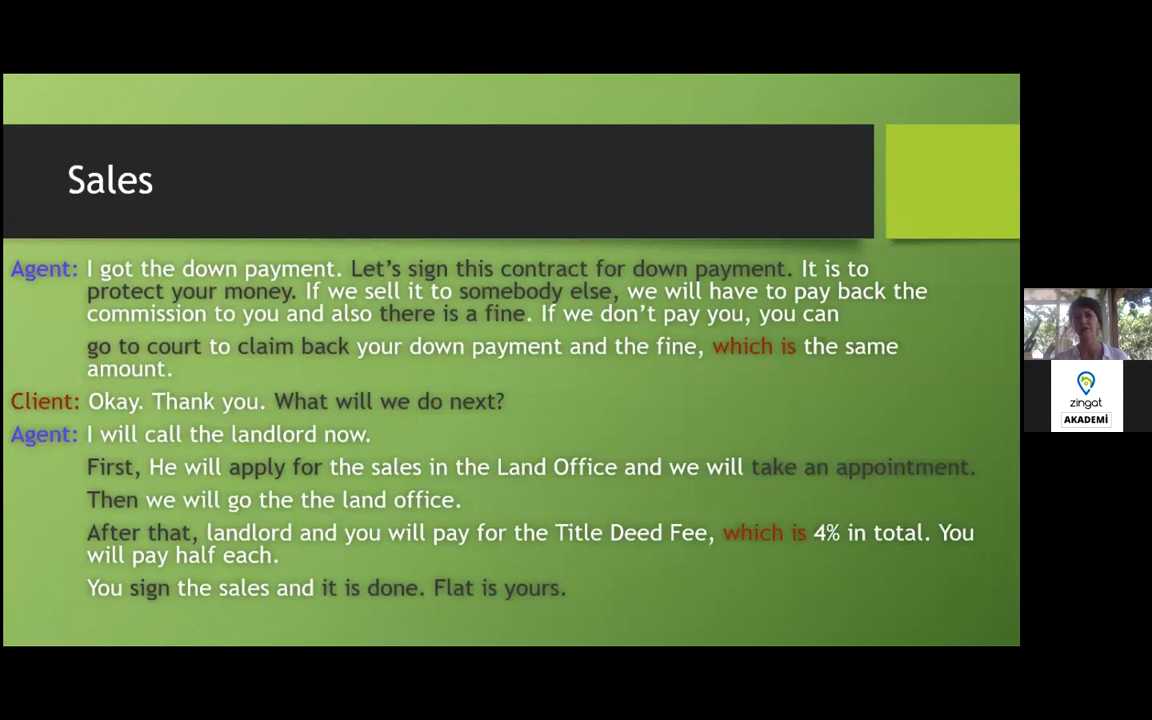 Sales
Agent: I got the down payment. Let's sign this contract for down payment. It is to
protect your money. If we sell it to somebody else, we will have to pay back the
commission to you and also there is a fine. If we don't pay you, you can
go to court to claim back your down payment and the fine, which is the same
amount.
Client: Okay. Thank you. What will we do next?
Agent: I will call the landlord now.
First, He will apply for the sales in the Land Office and we will take an appointment.
Then we will go the the land office.
After that, landlord and you will pay for the Title Deed Fee, which is 4% in total. You
will pay half each.
You sign the sales and it is done. Flat is yours.
zingat
AKADEMİ